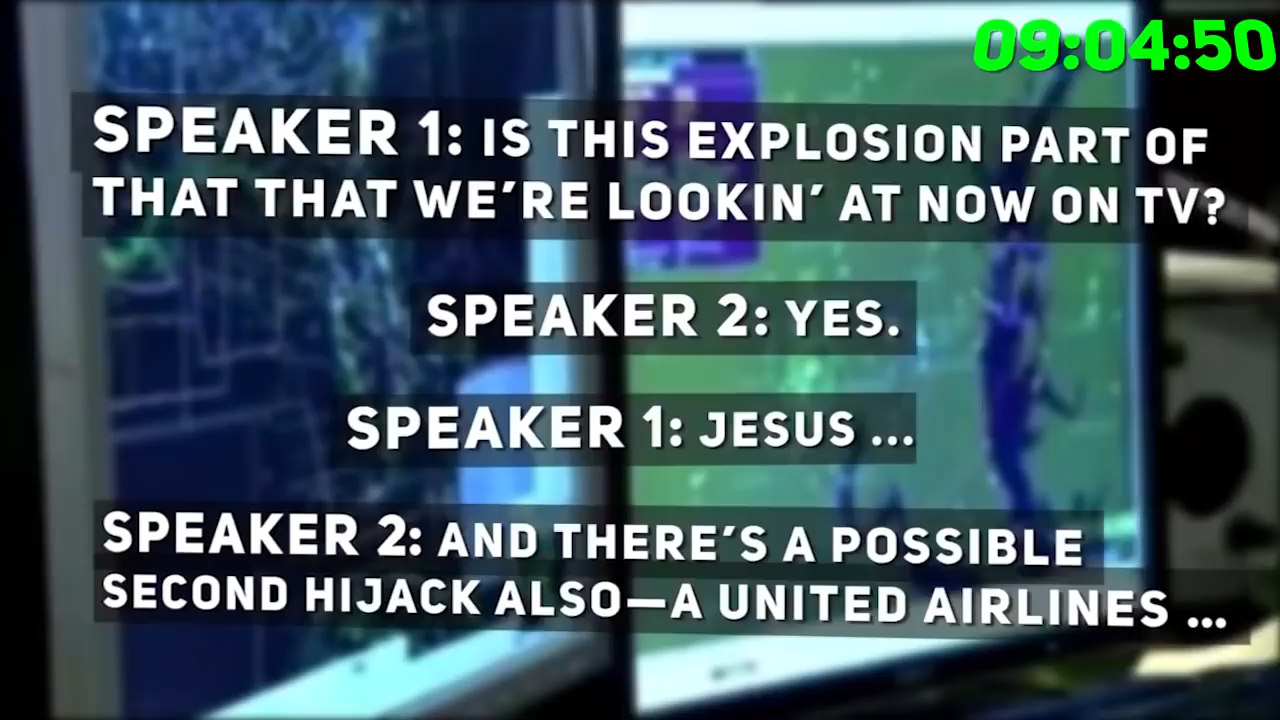 09:04:50
SPEAKER 1: IS THIS EXPLOSION PART OF
THAT THAT WE’RE LOOKIN’ AT NOW ON TV?
SPEAKER 2: YES.
SPEAKER 1: JESUS ...
SPEAKER 2: AND THERE’S A POSSIBLE
SECOND HIJACK ALSO—A UNITED AIRLINES ...